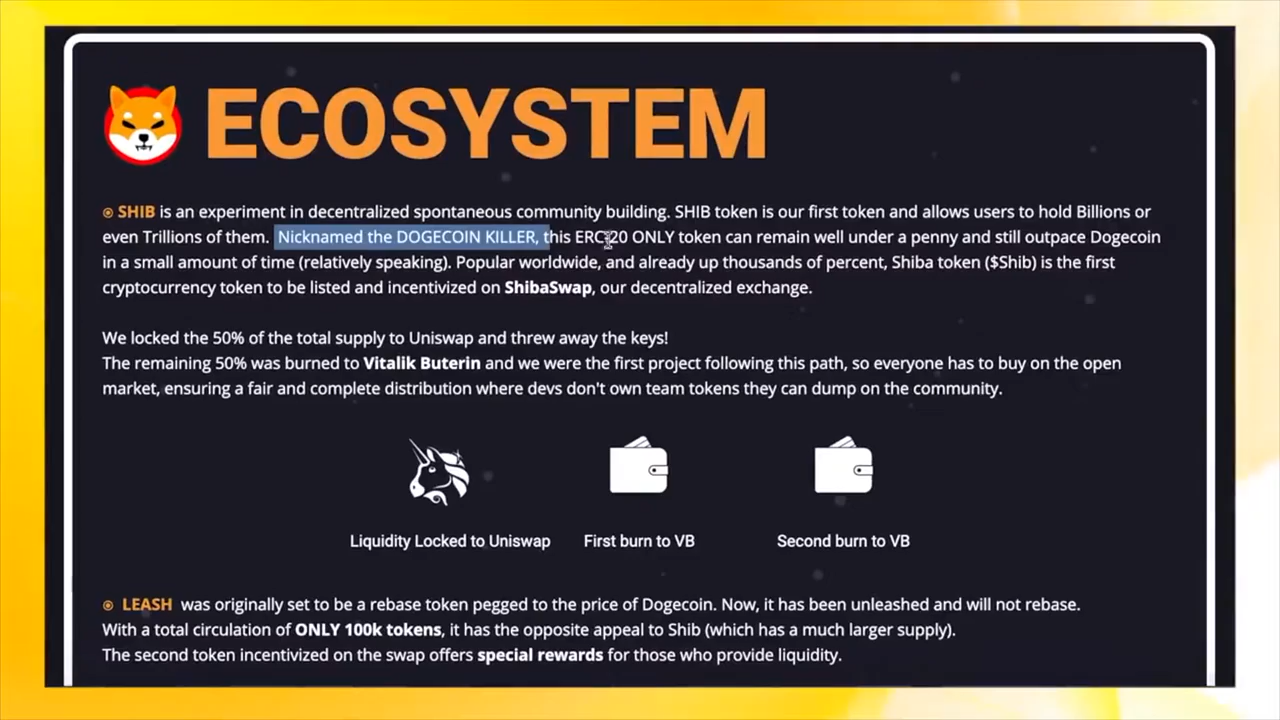 ECOSYSTEM
SHIB is an experiment in decentralized spontaneous community building. SHIB token is our first token and allows users to hold Billions or
even Trillions of them. Nicknamed the DOGECOIN KILLER, this ERC-20 ONLY token can remain well under a penny and still outpace Dogecoin
in a small amount of time (relatively speaking). Popular worldwide, and already up thousands of percent, Shiba token ($Shib) is the first
cryptocurrency token to be listed and incentivized on ShibaSwap, our decentralized exchange.
We locked the 50% of the total supply to Uniswap and threw away the keys!
The remaining 50% was burned to Vitalik Buterin and we were the first project following this path, so everyone has to buy on the open
market, ensuring a fair and complete distribution where devs don't own team tokens they can dump on the community.
Liquidity Locked to Uniswap First burn to VB Second burn to VB
LEASH was originally set to be a rebase token pegged to the price of Dogecoin. Now, it has been unleashed and will not rebase.
With a total circulation of ONLY 100k tokens, it has the opposite appeal to Shib (which has a much larger supply).
The second token incentivized on the swap offers special rewards for those who provide liquidity.